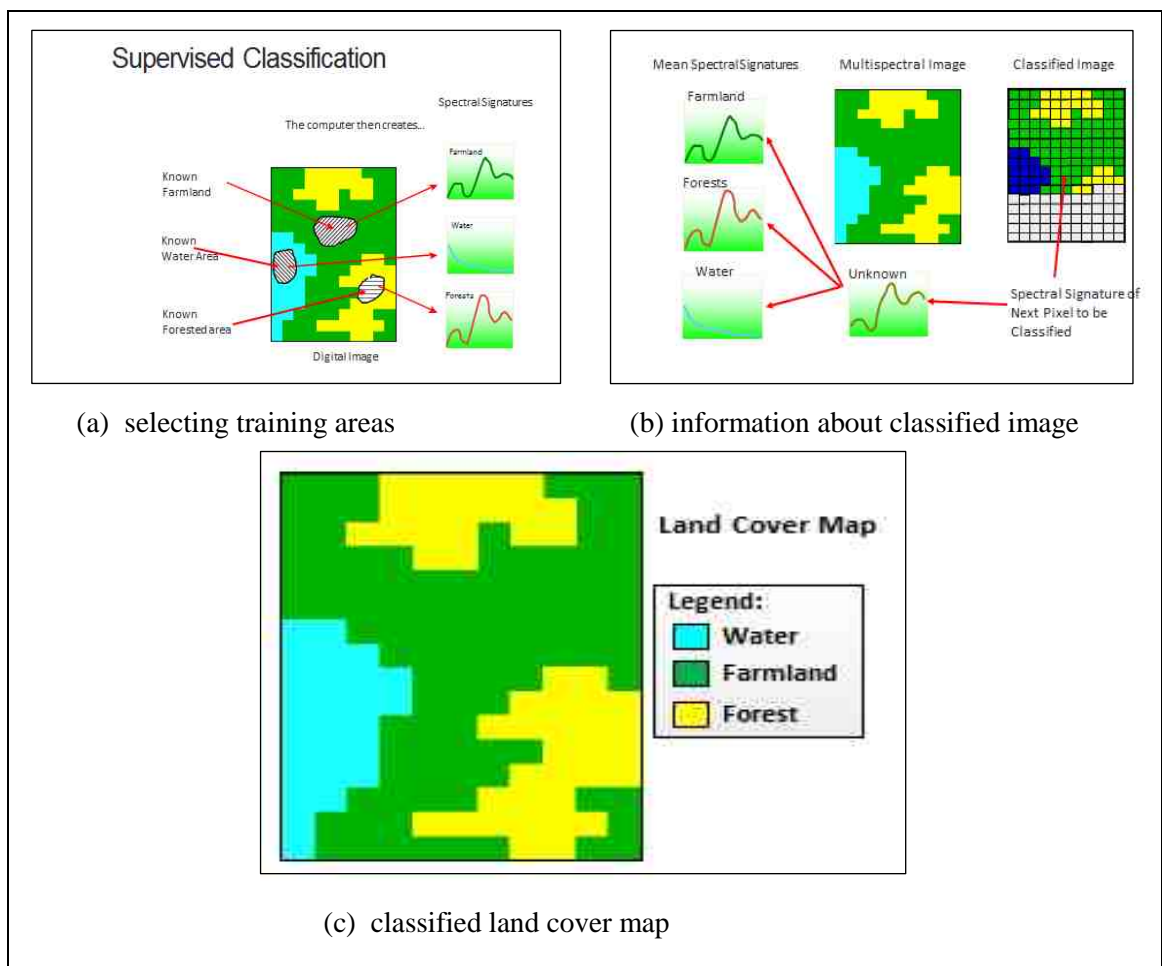 Supervised Classification
Spectral Signatures
The computer then creates...
Farmland
Known
Farmland
Water
Known
Water Area
Forests
Known
Forested area
Digital Image
Mean Spectral Signatures
Multispectral Image
Classified Image
Farmland
Forests
Water
Unknown
Spectral Signature of
Next Pixel to be
Classified
(a) selecting training areas
(b) information about classified image
Land Cover Map
Legend:
Water
Farmland
Forest
(c) classified land cover map